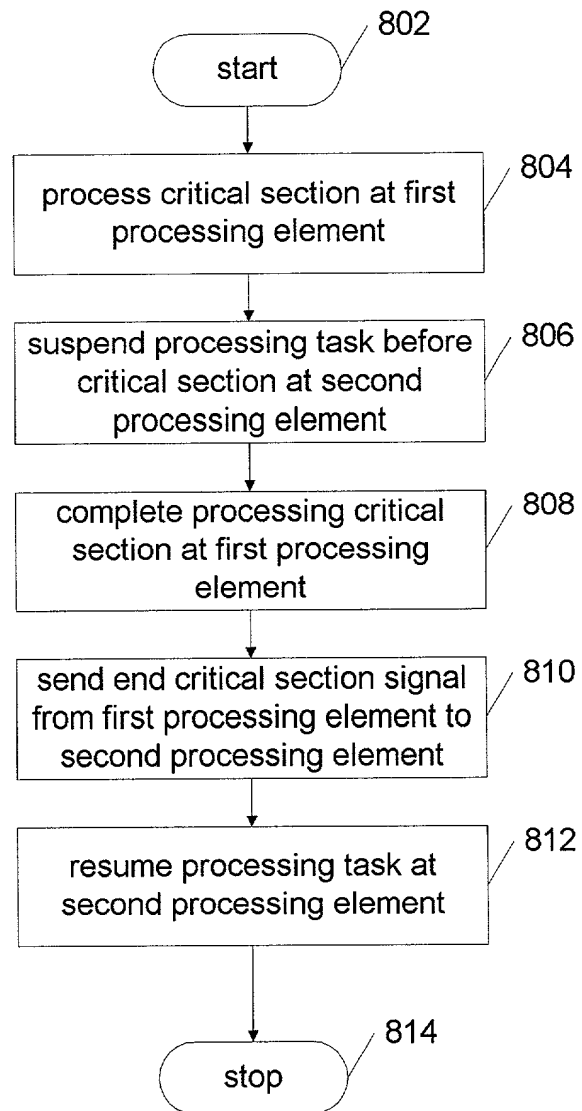 802
start
804
process critical section at first
processing element
806
suspend processing task before
critical section at second
processing element
808
complete processing critical
section at first processing
element
810
send end critical section signal
from first processing element to
second processing element
812
resume processing task at
second processing element
814
stop